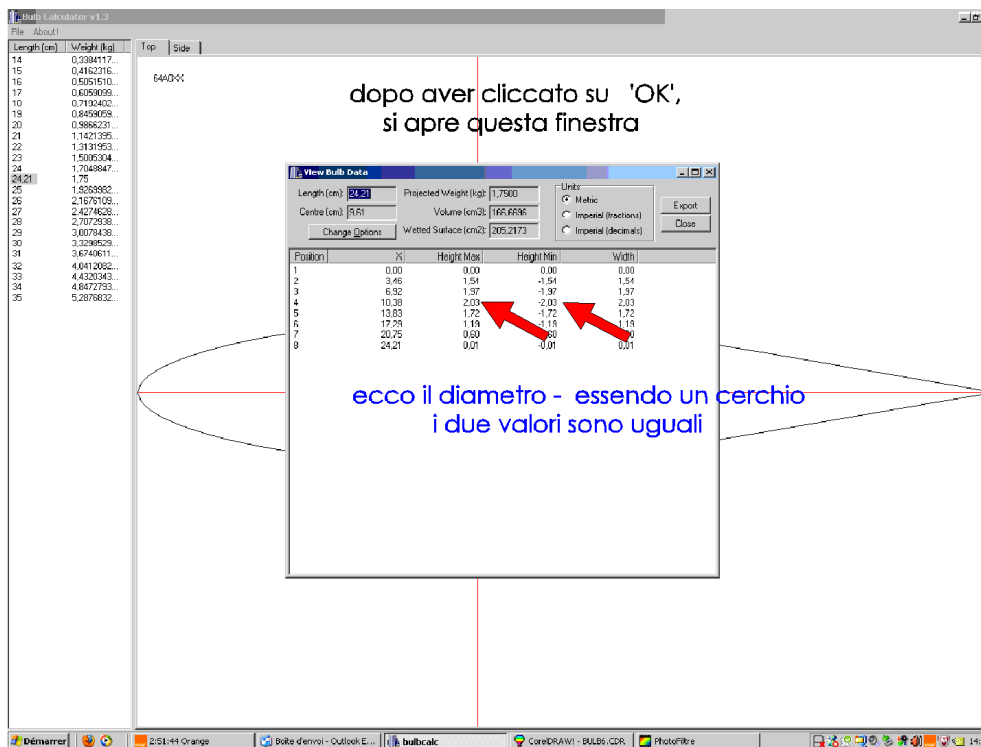 Bulb Calculator v1.3
File About!
Length (cm) Weight (kg)
14 0,3384117...
15 0,4162316...
16 0,5051510...
17 0,6059099...
10 0,7192402...
19 0,8459059...
20 0,9866231...
21 1,1421395...
22 1,3131953...
23 1,5005304...
24 1,7048847...
24,21 1,75
25 1,9269982...
26 2,1676109...
27 2,4274628...
28 2,7072938...
29 3,0078438...
30 3,3298529...
31 3,6740611...
32 4,0412082...
33 4,4320343...
34 4,8472793...
35 5,2876832...
Top Side
64A0XX
dopo aver cliccato su 'OK',
si apre questa finestra
View Bulb Data
Length (cm): 24,21 Projected Weight (kg): 1,7500 Units
Metric
Centre (cm): 9,61 Volume (cm3): 166,6696 Imperial (fractions) Export
Change Options Wetted Surface (cm2): 205,2173 Imperial (decimals) Close
Position X Height Max Height Min Width
1 0,00 0,00 0,00 0,00
2 3,46 1,54 -1,54 1,54
3 6,92 1,97 -1,97 1,97
4 10,38 2,03 -2,03 2,03
5 13,83 1,72 -1,72 1,72
6 17,29 1,19 -1,19 1,19
7 20,75 0,60
8 24,21 0,01 -0,01 0,01
ecco il diametro - essendo un cerchio
i due valori sono uguali
Démarrer 2:51:44 Orange Boîte d'envoi - Outlook E... bulbcalc CorelDRAW! - BULB6.CDR PhotoFiltre 14: